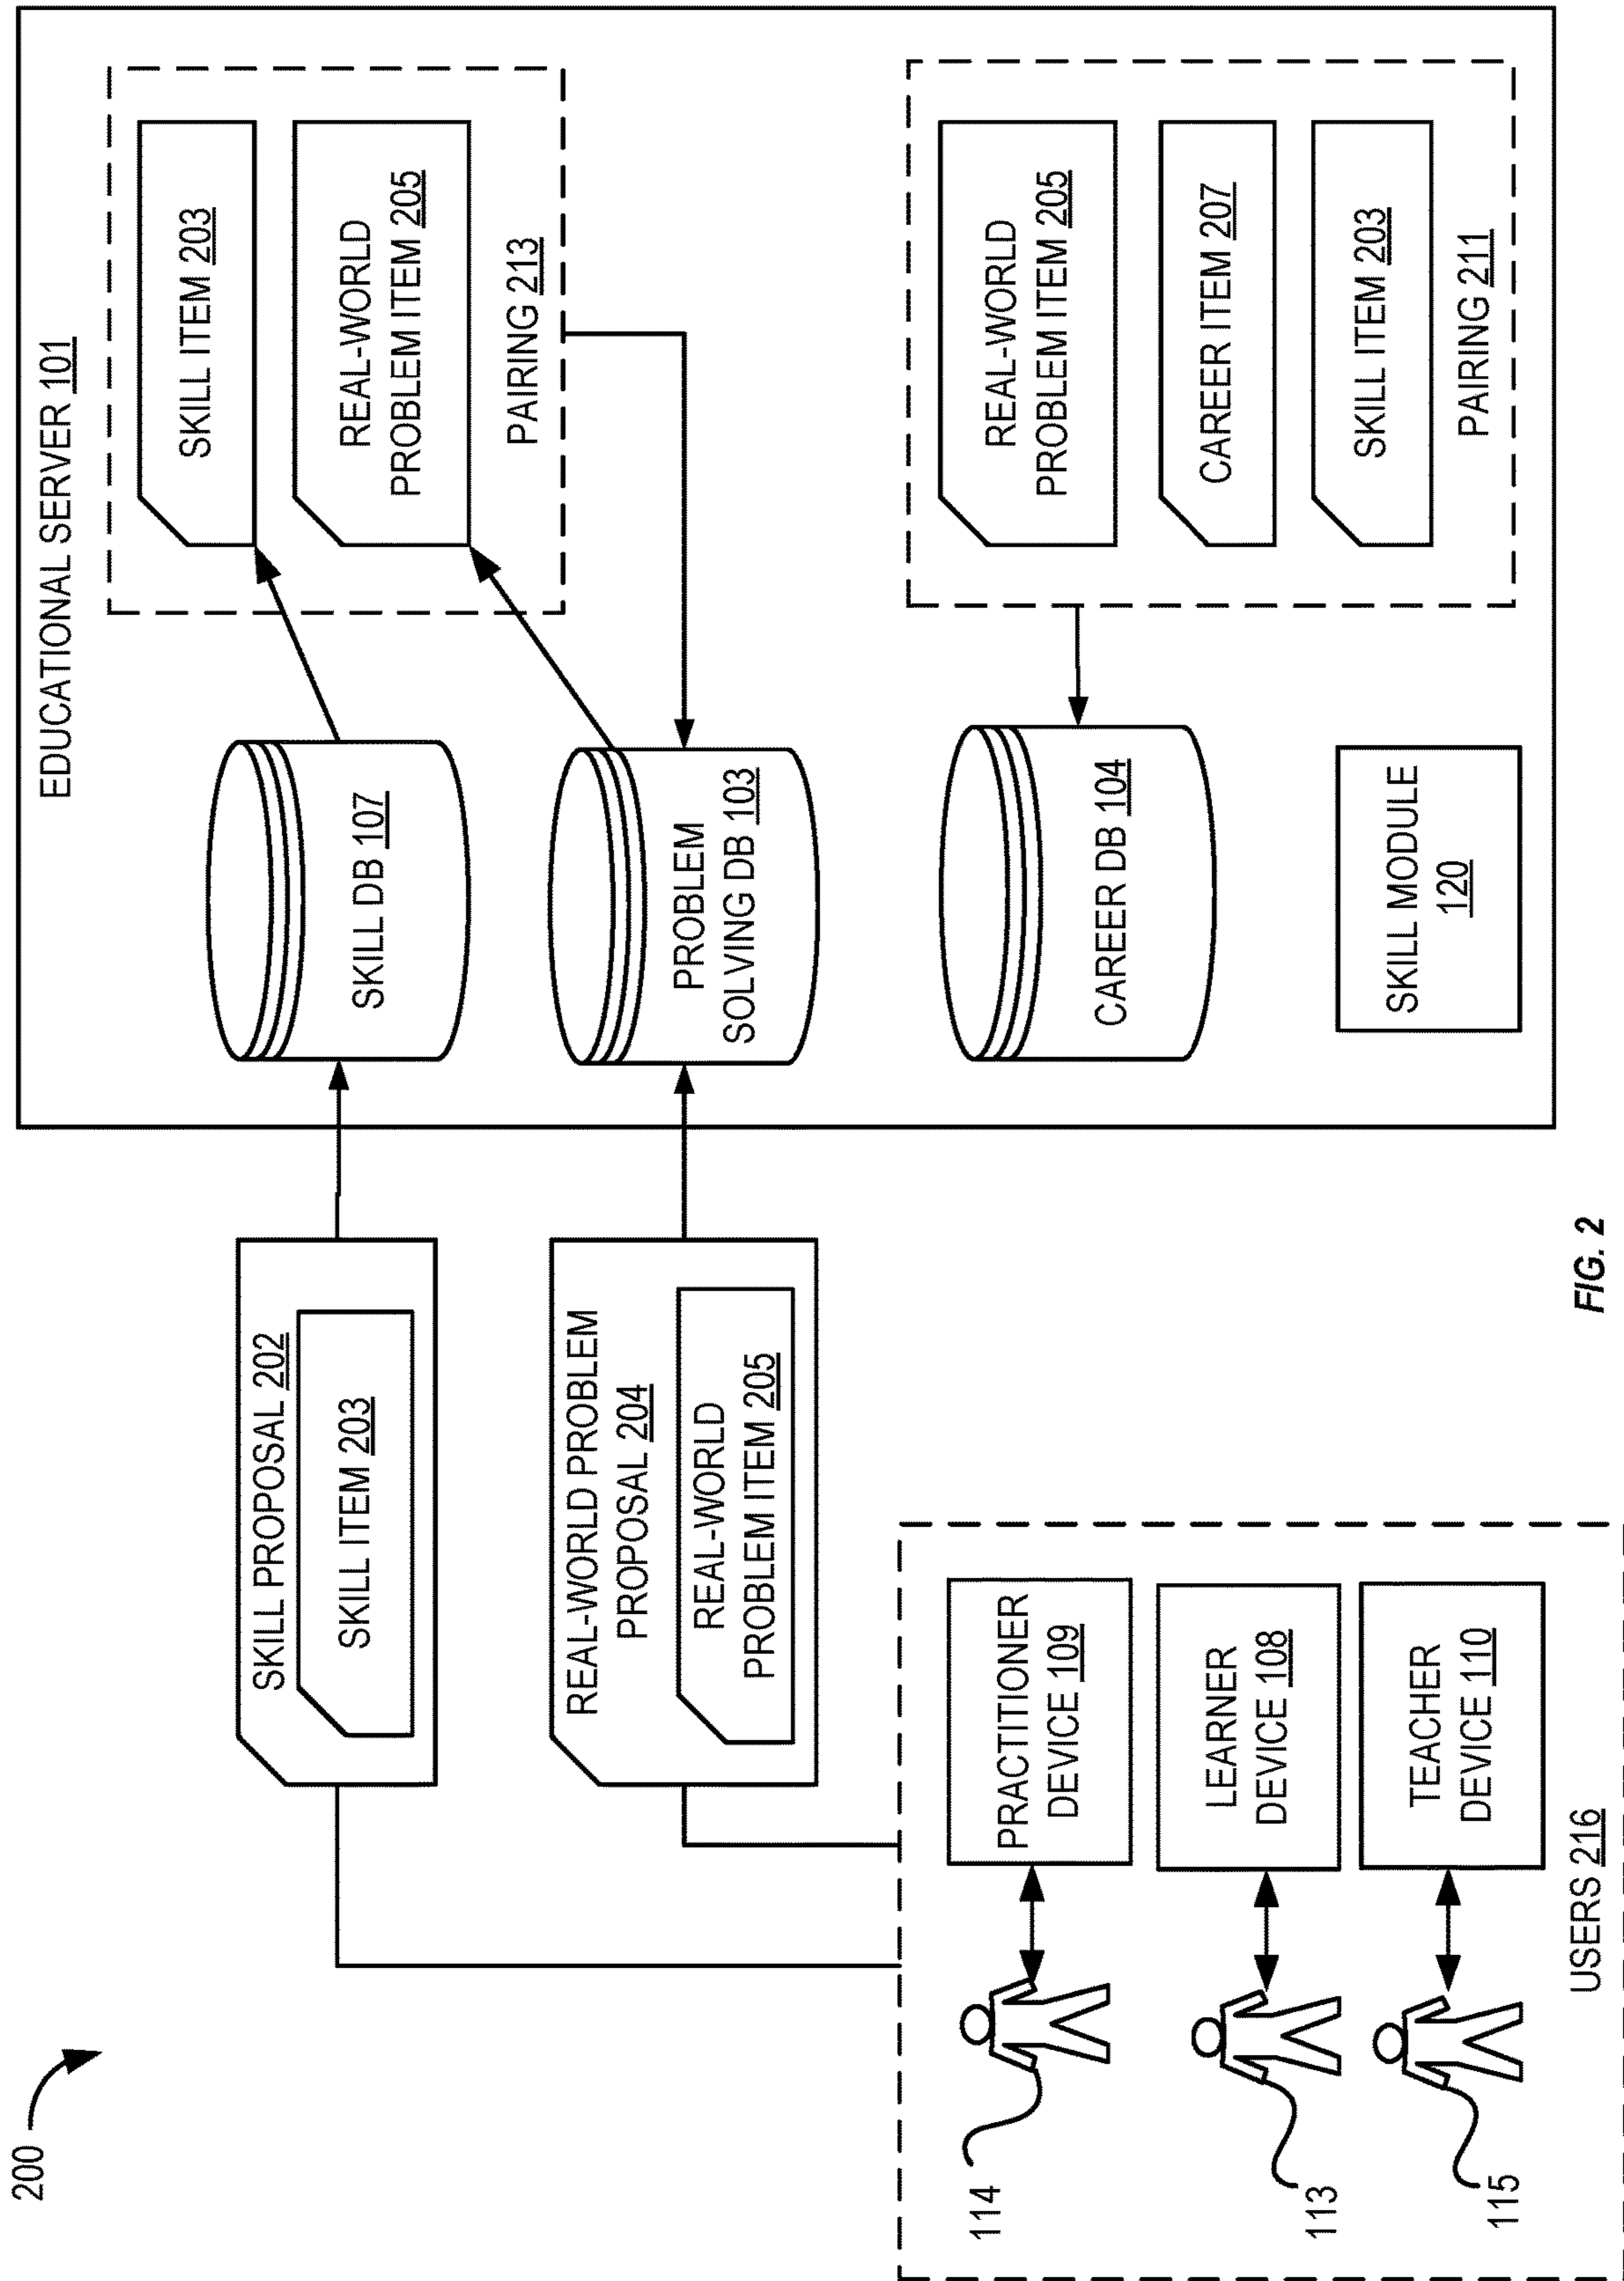 200
EDUCATIONAL SERVER 101
SKILL PROPOSAL 202
SKILL ITEM 203
SKILL DB 107
SKILL ITEM 203
REAL-WORLD
PROBLEM ITEM 205
PAIRING 213
REAL-WORLD PROBLEM
PROPOSAL 204
REAL-WORLD
PROBLEM ITEM 205
PROBLEM
SOLVING DB 103
114
PRACTITIONER
DEVICE 109
113
LEARNER
DEVICE 108
115
TEACHER
DEVICE 110
USERS 216
CAREER DB 104
REAL-WORLD
PROBLEM ITEM 205
CAREER ITEM 207
SKILL ITEM 203
PAIRING 211
SKILL MODULE
120
FIG. 2